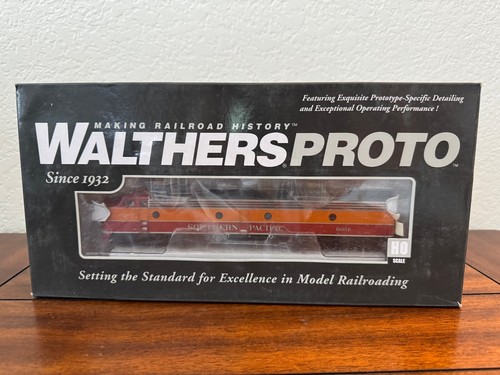 Featuring Exquisite Prototype-Specific Detailing
and Exceptional Operating Performance !
MAKING RAILROAD HISTORY™
WALTHERSPROTO™
Since 1932
SOUTHERN PACIFIC
HO
SCALE
Setting the Standard for Excellence in Model Railroading